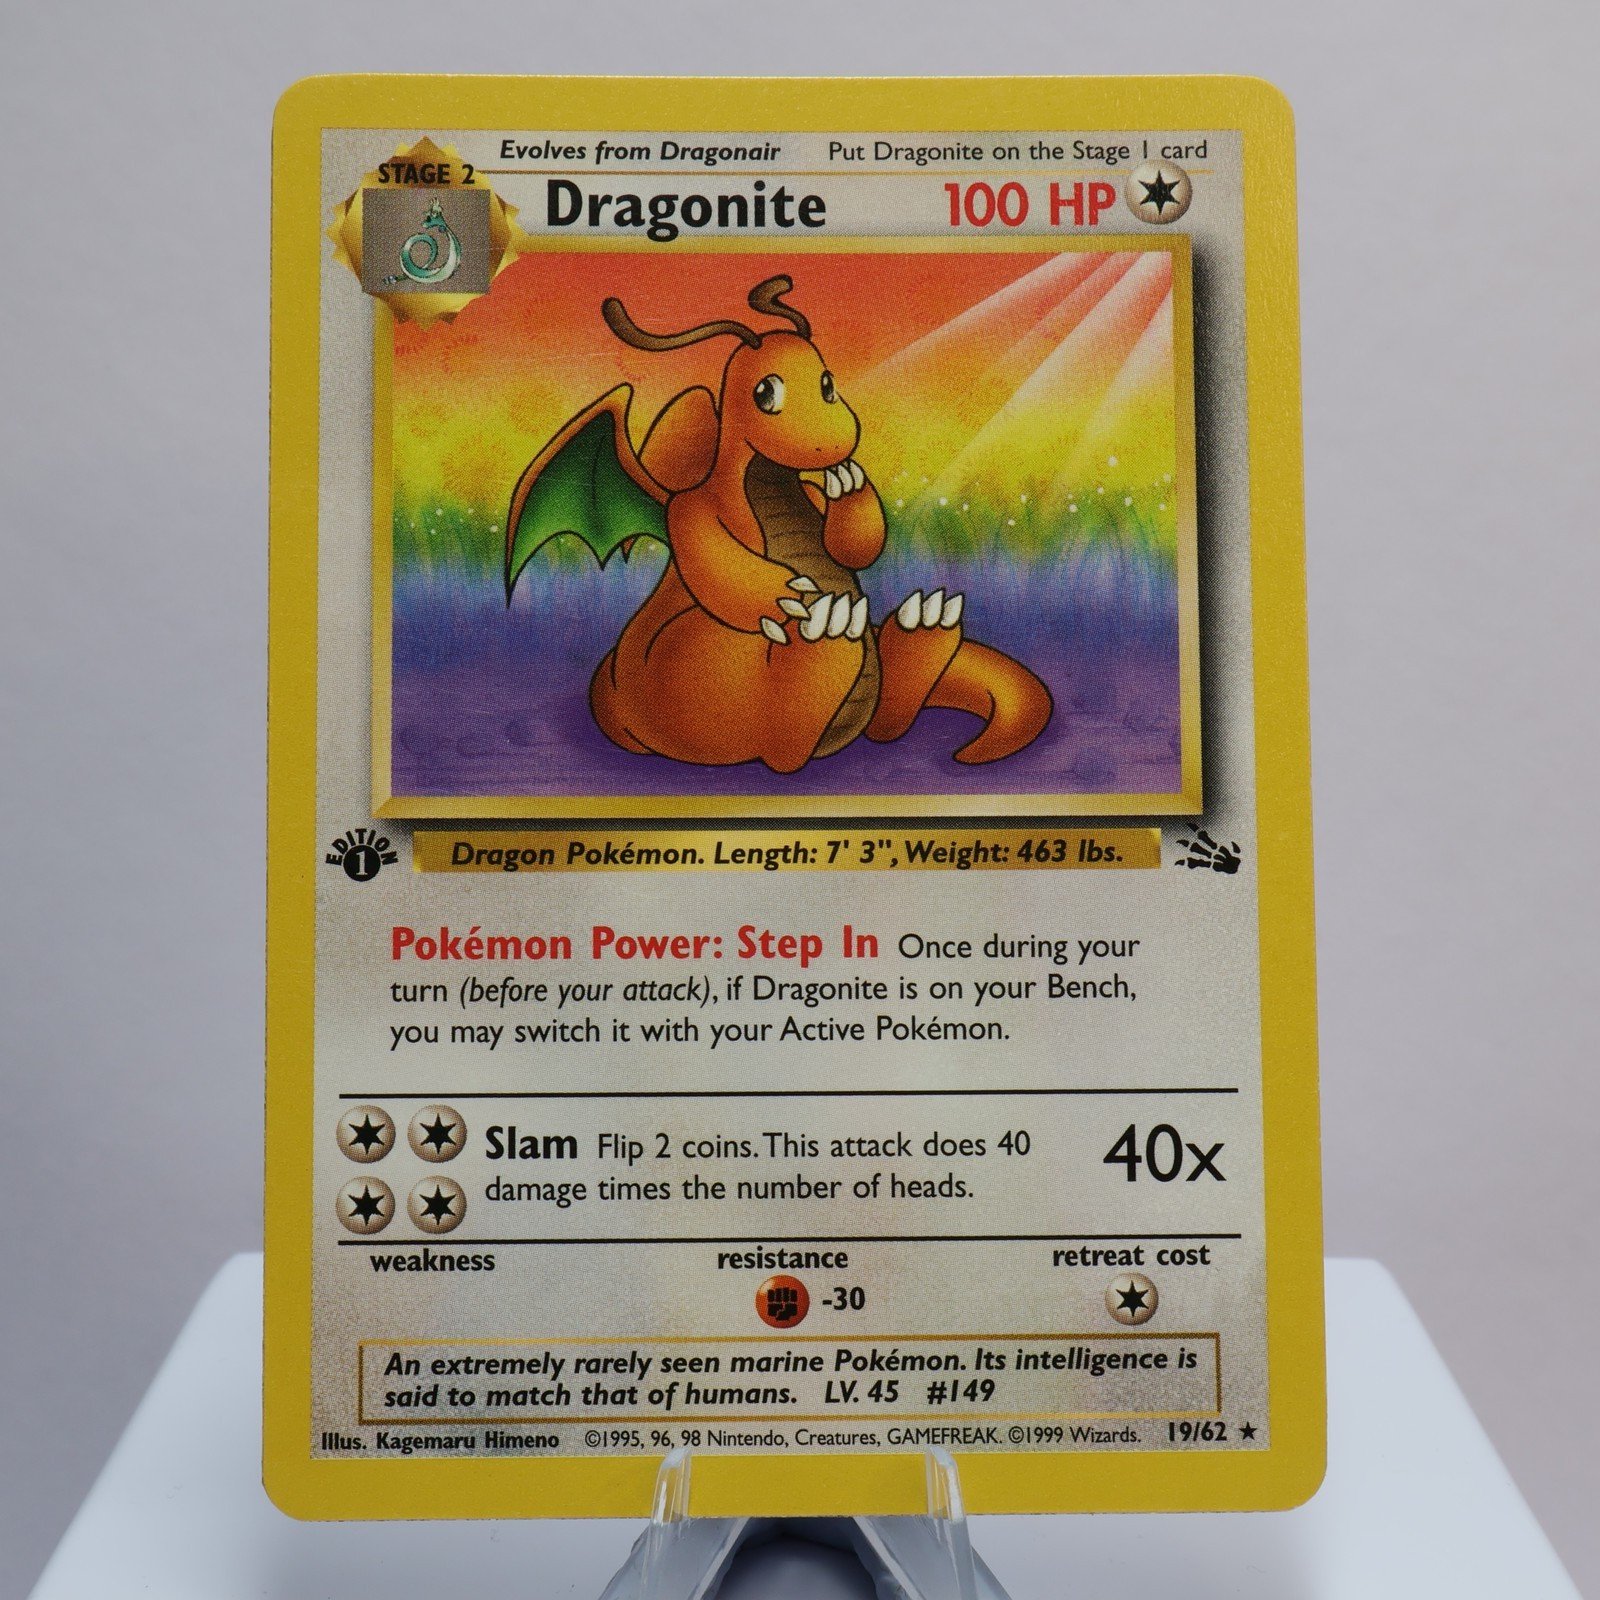 Evolves from Dragonair Put Dragonite on the Stage 1 card
STAGE 2
Dragonite 100 HP
EDITION
1
Dragon Pokémon. Length: 7' 3", Weight: 463 lbs.
Pokémon Power: Step In Once during your
turn (before your attack), if Dragonite is on your Bench,
you may switch it with your Active Pokémon.
Slam Flip 2 coins. This attack does 40
damage times the number of heads.
40x
weakness resistance retreat cost
-30
An extremely rarely seen marine Pokémon. Its intelligence is
said to match that of humans. LV. 45 #149
Illus. Kagemaru Himeno ©1995, 96, 98 Nintendo, Creatures, GAMEFREAK. ©1999 Wizards. 19/62 ★